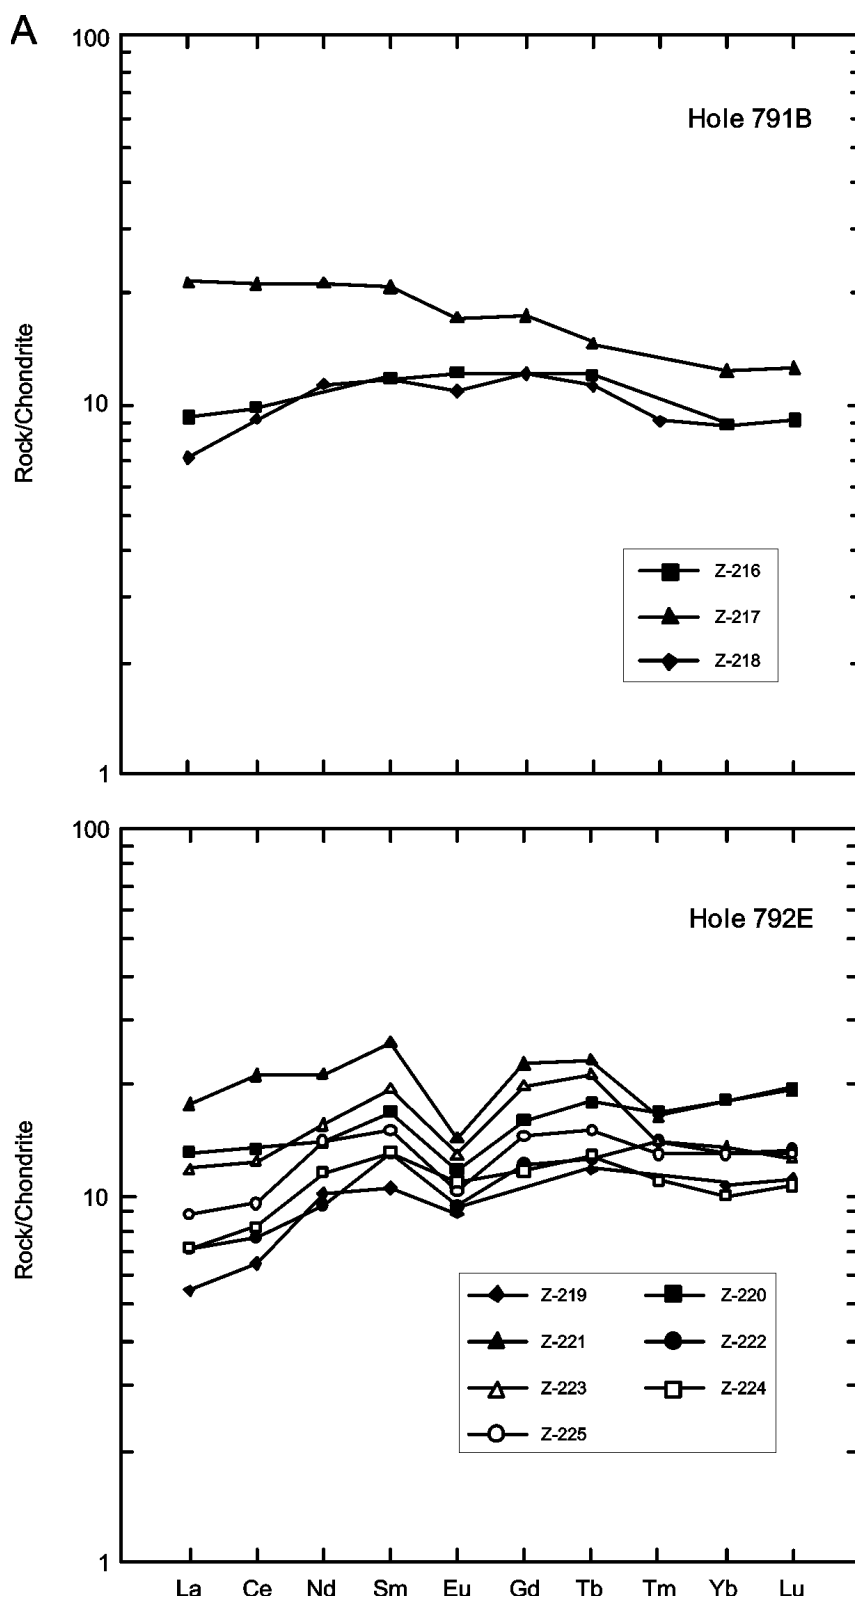 A
100
Hole 791B
10
Rock/Chondrite
Z-216
Z-217
Z-218
1
100
Hole 792E
10
Rock/Chondrite
Z-219 Z-220
Z-221 Z-222
Z-223 Z-224
Z-225
1
La Ce Nd Sm Eu Gd Tb Tm Yb Lu